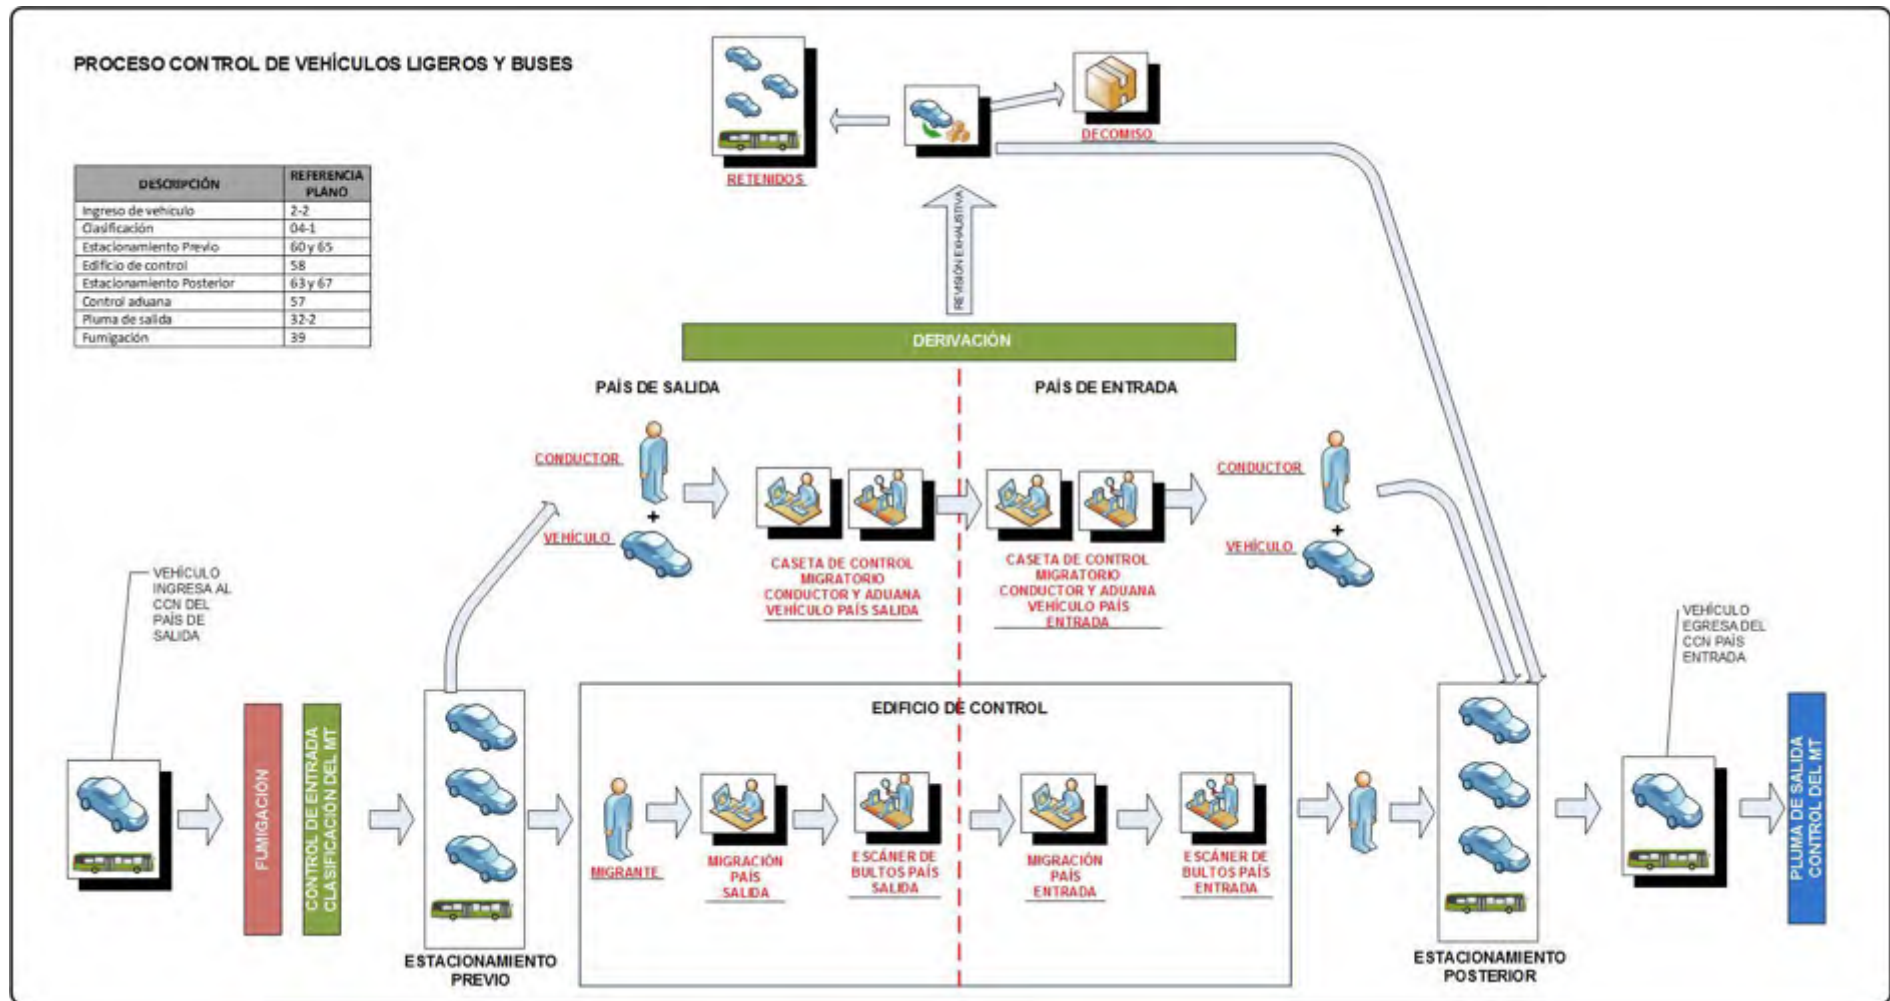 PROCESO CONTROL DE VEHÍCULOS LIGEROS Y BUSES
DESCRIPCIÓN REFERENCIA PLANO
Ingreso de vehículo 2-2
Clasificación 04-1
Estacionamiento Previo 60 y 65
Edificio de control 58
Estacionamiento Posterior 63 y 67
Control aduana 57
Pluma de salida 32-2
Fumigación 39
RETENIDOS
DECOMISO
REVISIÓN EXHAUSTIVA
DERIVACIÓN
PAÍS DE SALIDA
PAÍS DE ENTRADA
CONDUCTOR
+
VEHÍCULO
CASETA DE CONTROL
MIGRATORIO
CONDUCTOR Y ADUANA
VEHÍCULO PAÍS SALIDA
CASETA DE CONTROL
MIGRATORIO
CONDUCTOR Y ADUANA
VEHÍCULO PAÍS
ENTRADA
CONDUCTOR
+
VEHÍCULO
VEHÍCULO
INGRESA AL
CCN DEL
PAÍS DE
SALIDA
FUMIGACIÓN
CONTROL DE ENTRADA
CLASIFICACIÓN DEL MT
ESTACIONAMIENTO
PREVIO
EDIFICIO DE CONTROL
MIGRANTE
MIGRACIÓN
PAÍS
SALIDA
ESCÁNER DE
BULTOS PAÍS
SALIDA
MIGRACIÓN
PAÍS
ENTRADA
ESCÁNER DE
BULTOS PAÍS
ENTRADA
ESTACIONAMIENTO
POSTERIOR
VEHÍCULO
EGRESA DEL
CCN PAÍS
ENTRADA
PLUMA DE SALIDA
CONTROL DEL MT